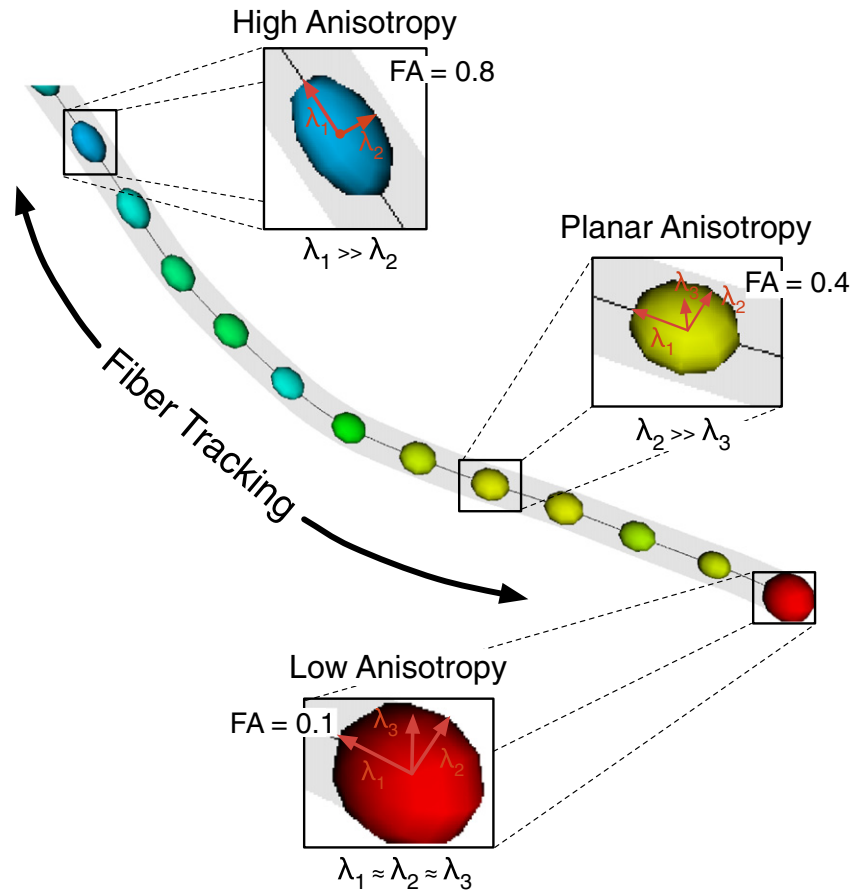 High Anisotropy
FA = 0.8
λ1
λ2
λ1 >> λ2
Planar Anisotropy
FA = 0.4
λ3
λ2
λ1
λ2 >> λ3
Fiber Tracking
Low Anisotropy
FA = 0.1
λ3
λ2
λ1
λ1 ≈ λ2 ≈ λ3